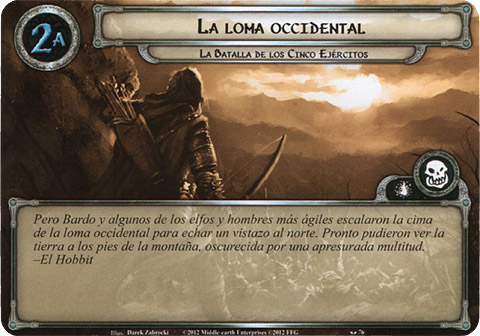 La loma occidental
2A
La Batalla de los Cinco Ejércitos
Pero Bardo y algunos de los elfos y hombres más ágiles escalaron la cima
de la loma occidental para echar un vistazo al norte. Pronto pudieron ver la
tierra a los pies de la montaña, oscurecida por una apresurada multitud.
–El Hobbit
Illus. Darek Zabrocki ©2012 Middle-earth Enterprises ©2012 FFG